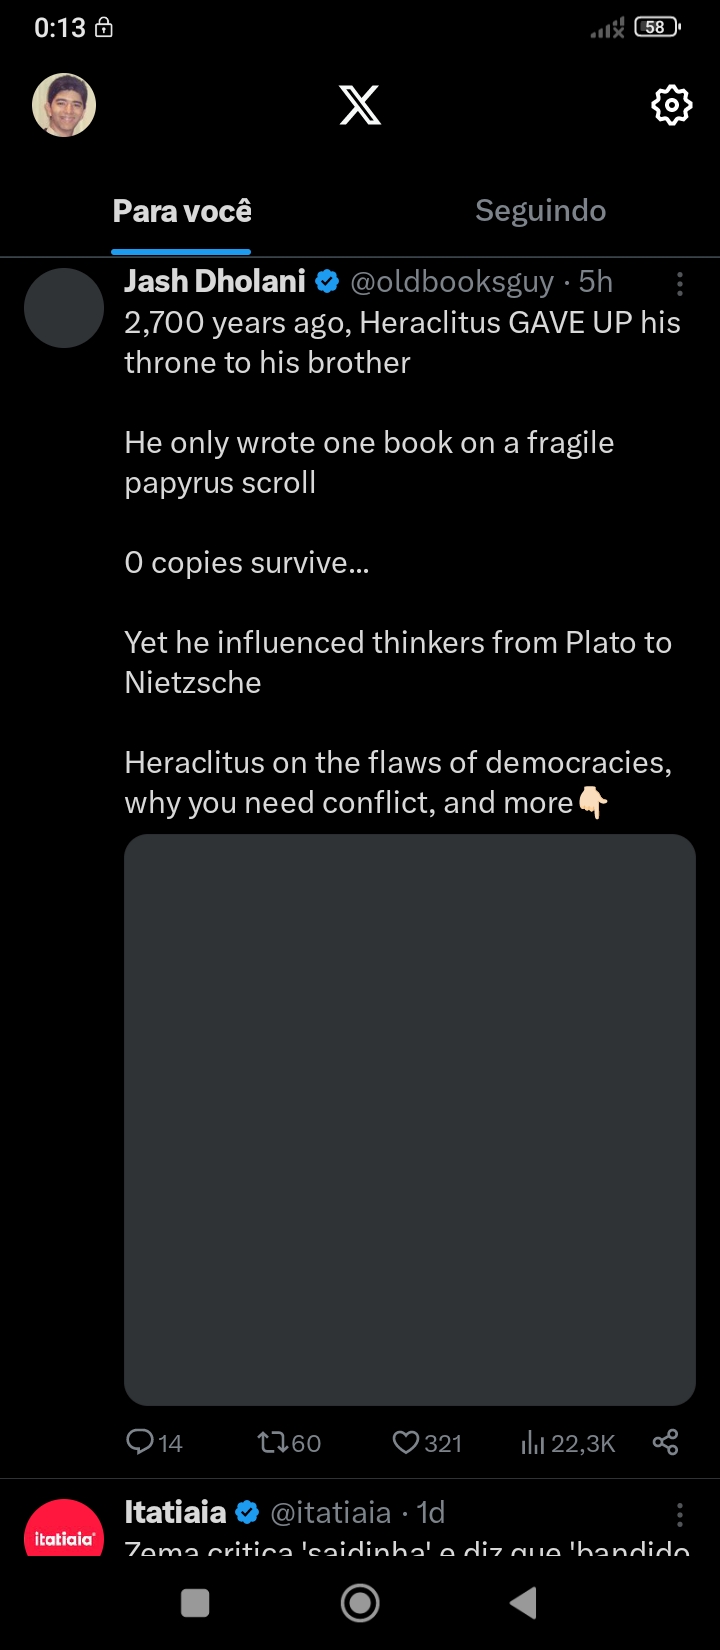 0:13
58
X
Para você
Seguindo
Jash Dholani @oldbooksguy · 5h
2,700 years ago, Heraclitus GAVE UP his
throne to his brother
He only wrote one book on a fragile
papyrus scroll
0 copies survive...
Yet he influenced thinkers from Plato to
Nietzsche
Heraclitus on the flaws of democracies,
why you need conflict, and more👇🏻
14
60
321
22,3K
Itatiaia @itatiaia · 1d
itatiaia
Zema critica 'saidinha' e diz que 'bandido